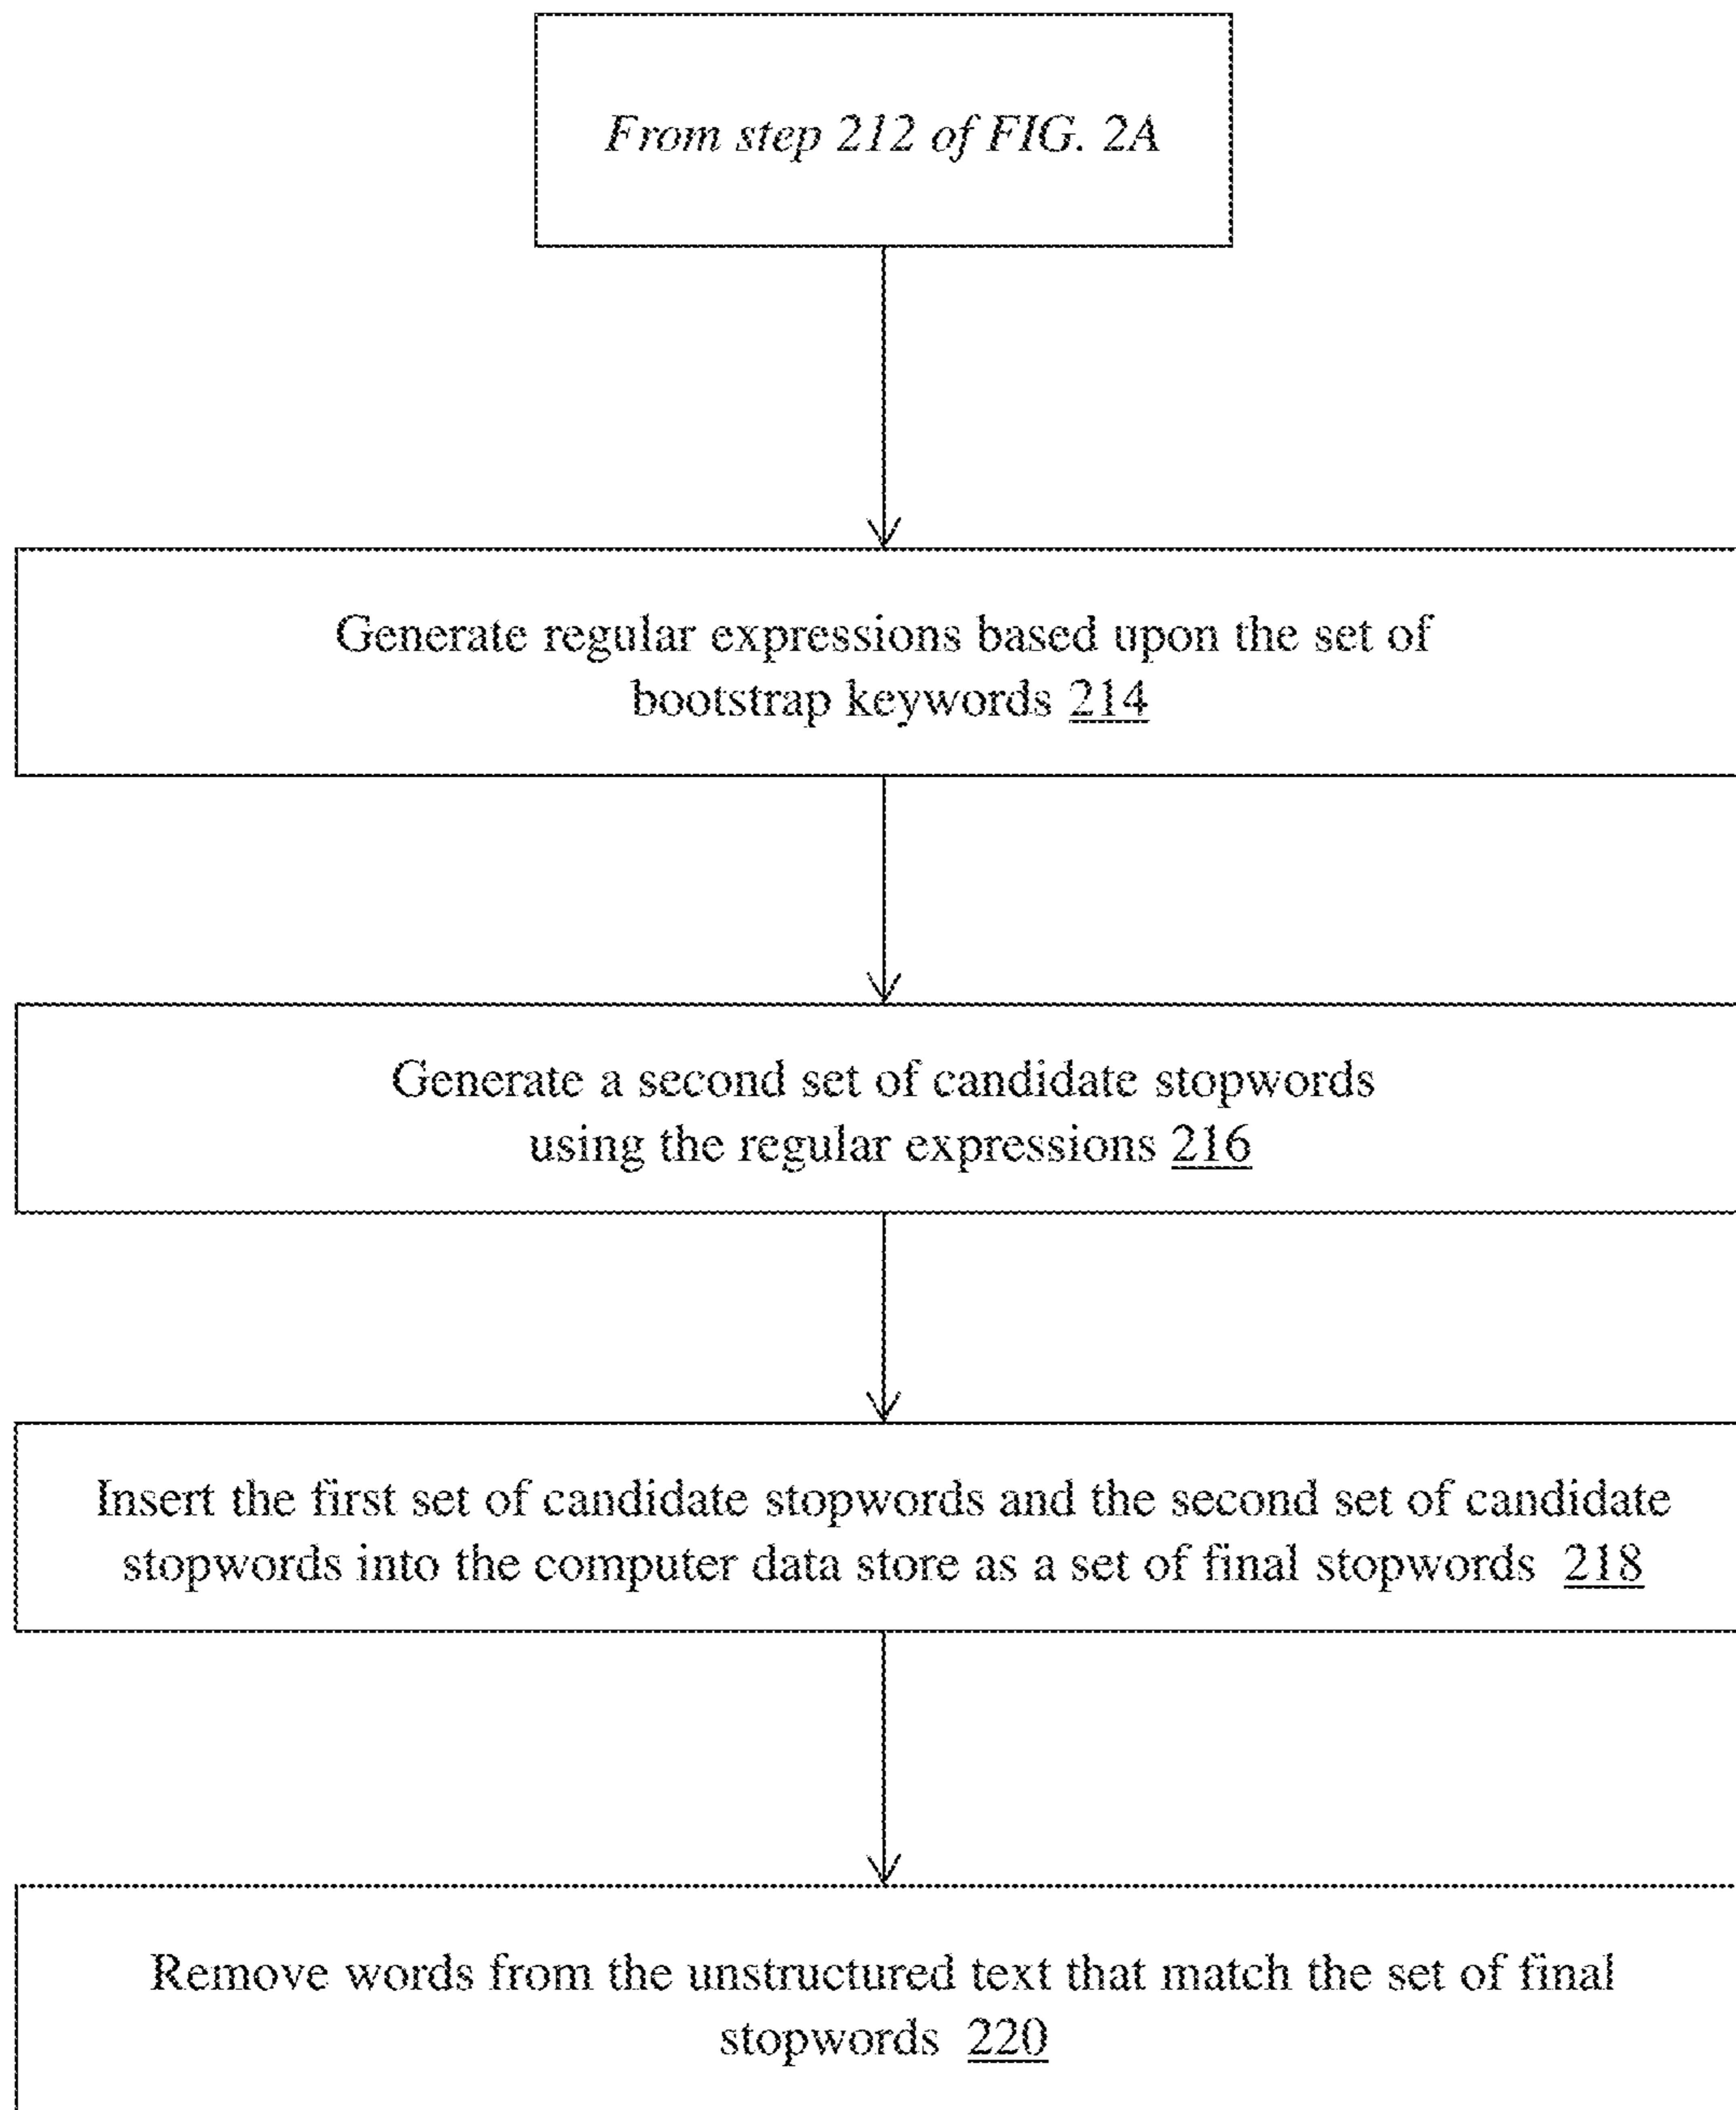 From step 212 of FIG. 2A
Generate regular expressions based upon the set of
bootstrap keywords 214
Generate a second set of candidate stopwords
using the regular expressions 216
Insert the first set of candidate stopwords and the second set of candidate
stopwords into the computer data store as a set of final stopwords 218
Remove words from the unstructured text that match the set of final
stopwords 220